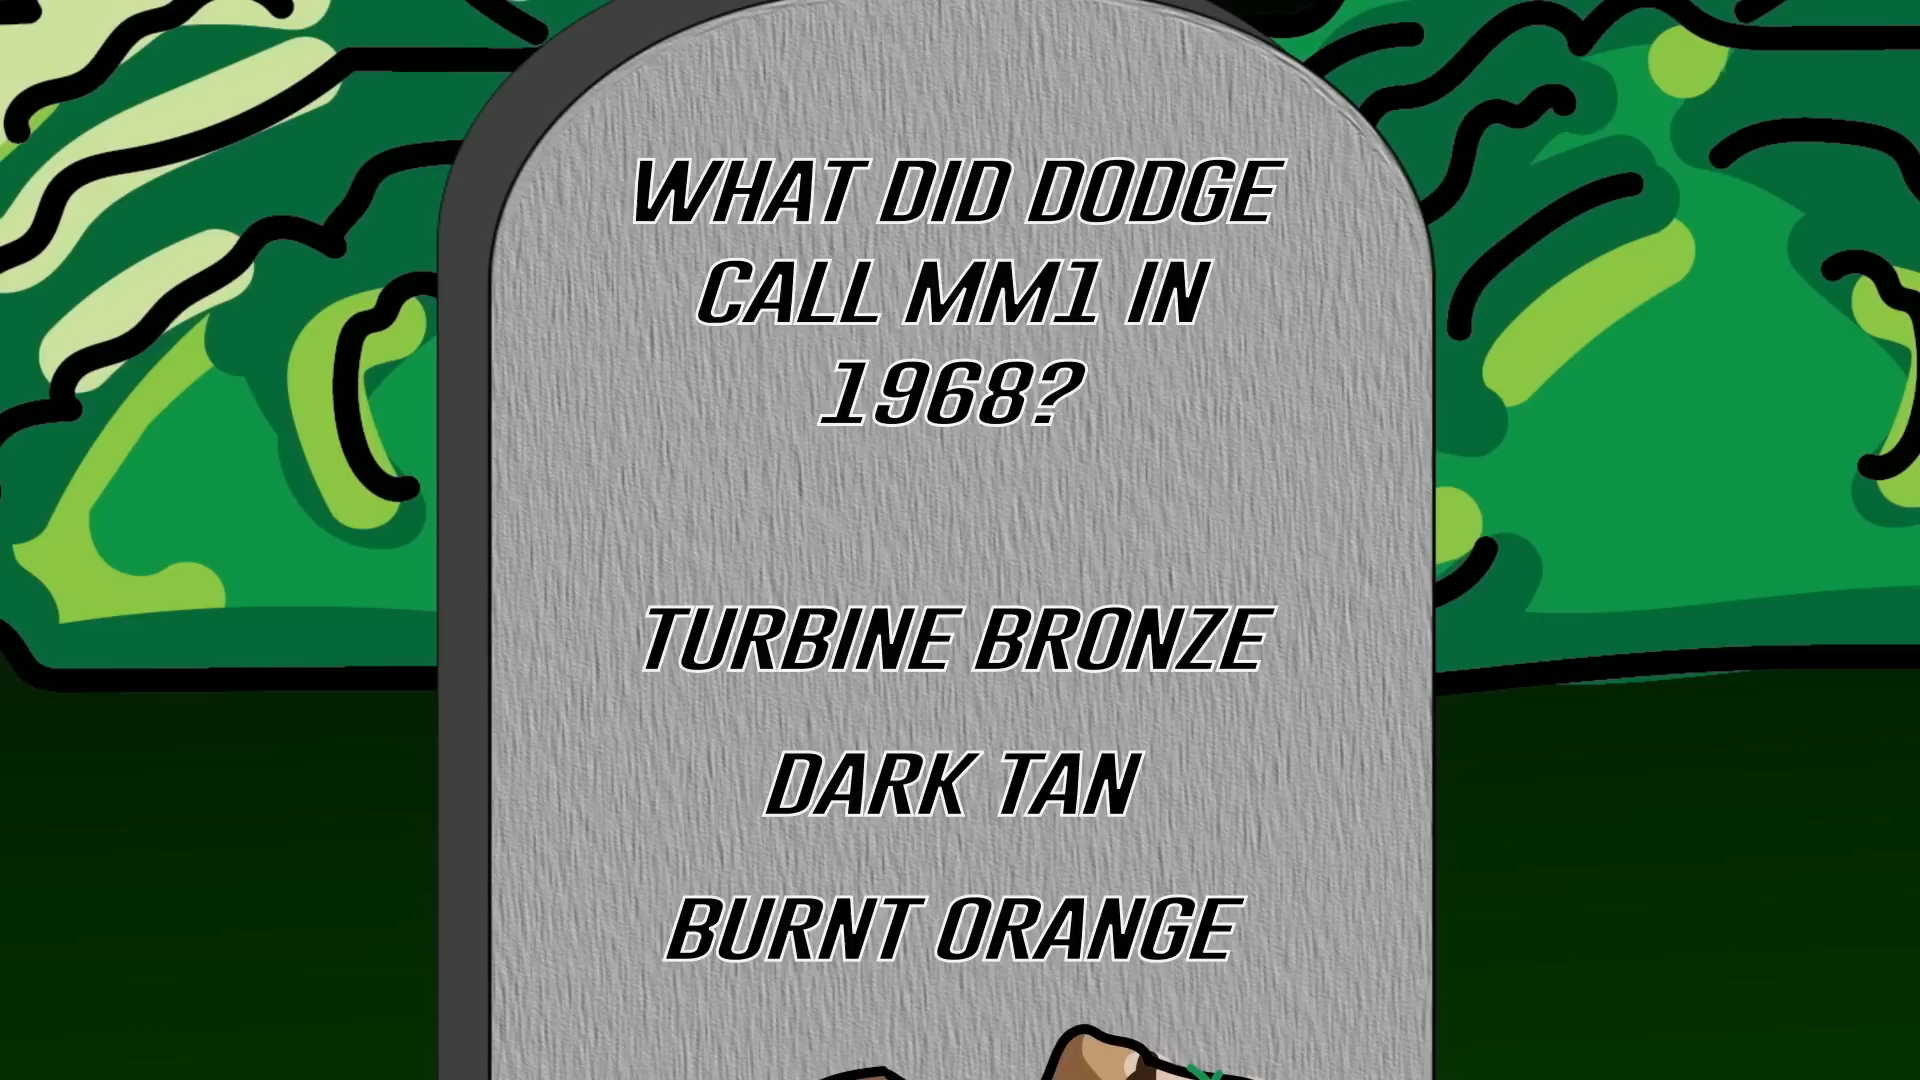 WHAT DID DODGE
CALL MM1 IN
1968?
TURBINE BRONZE
DARK TAN
BURNT ORANGE